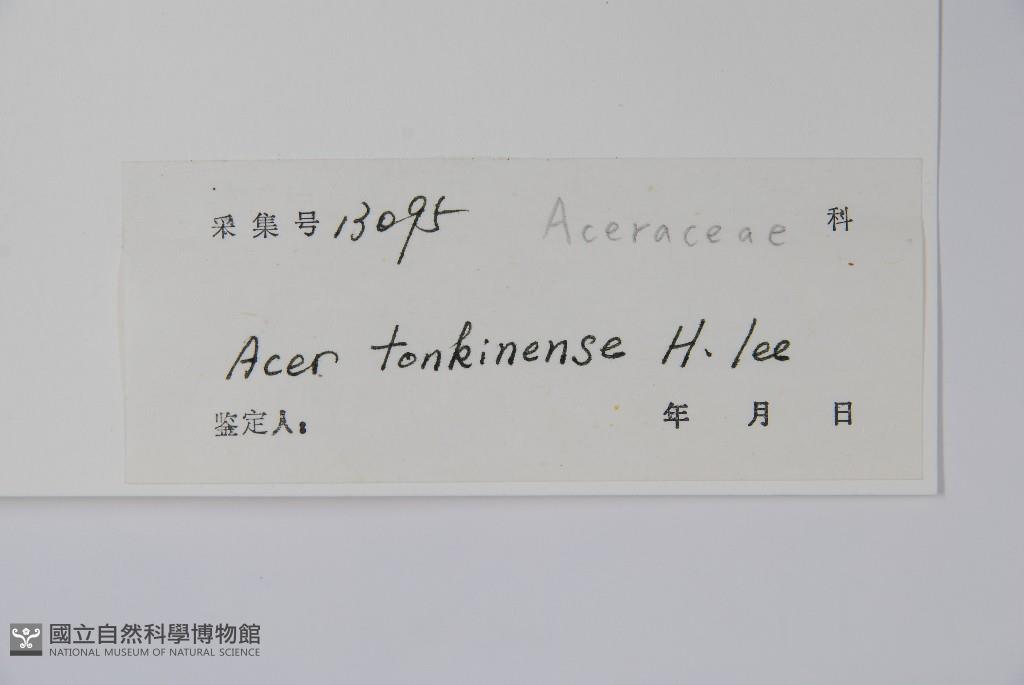 采集号 13095 Aceraceae 科
Acer tonkinense H. lee
鉴定人: 年 月 日
國立自然科學博物館
NATIONAL MUSEUM OF NATURAL SCIENCE